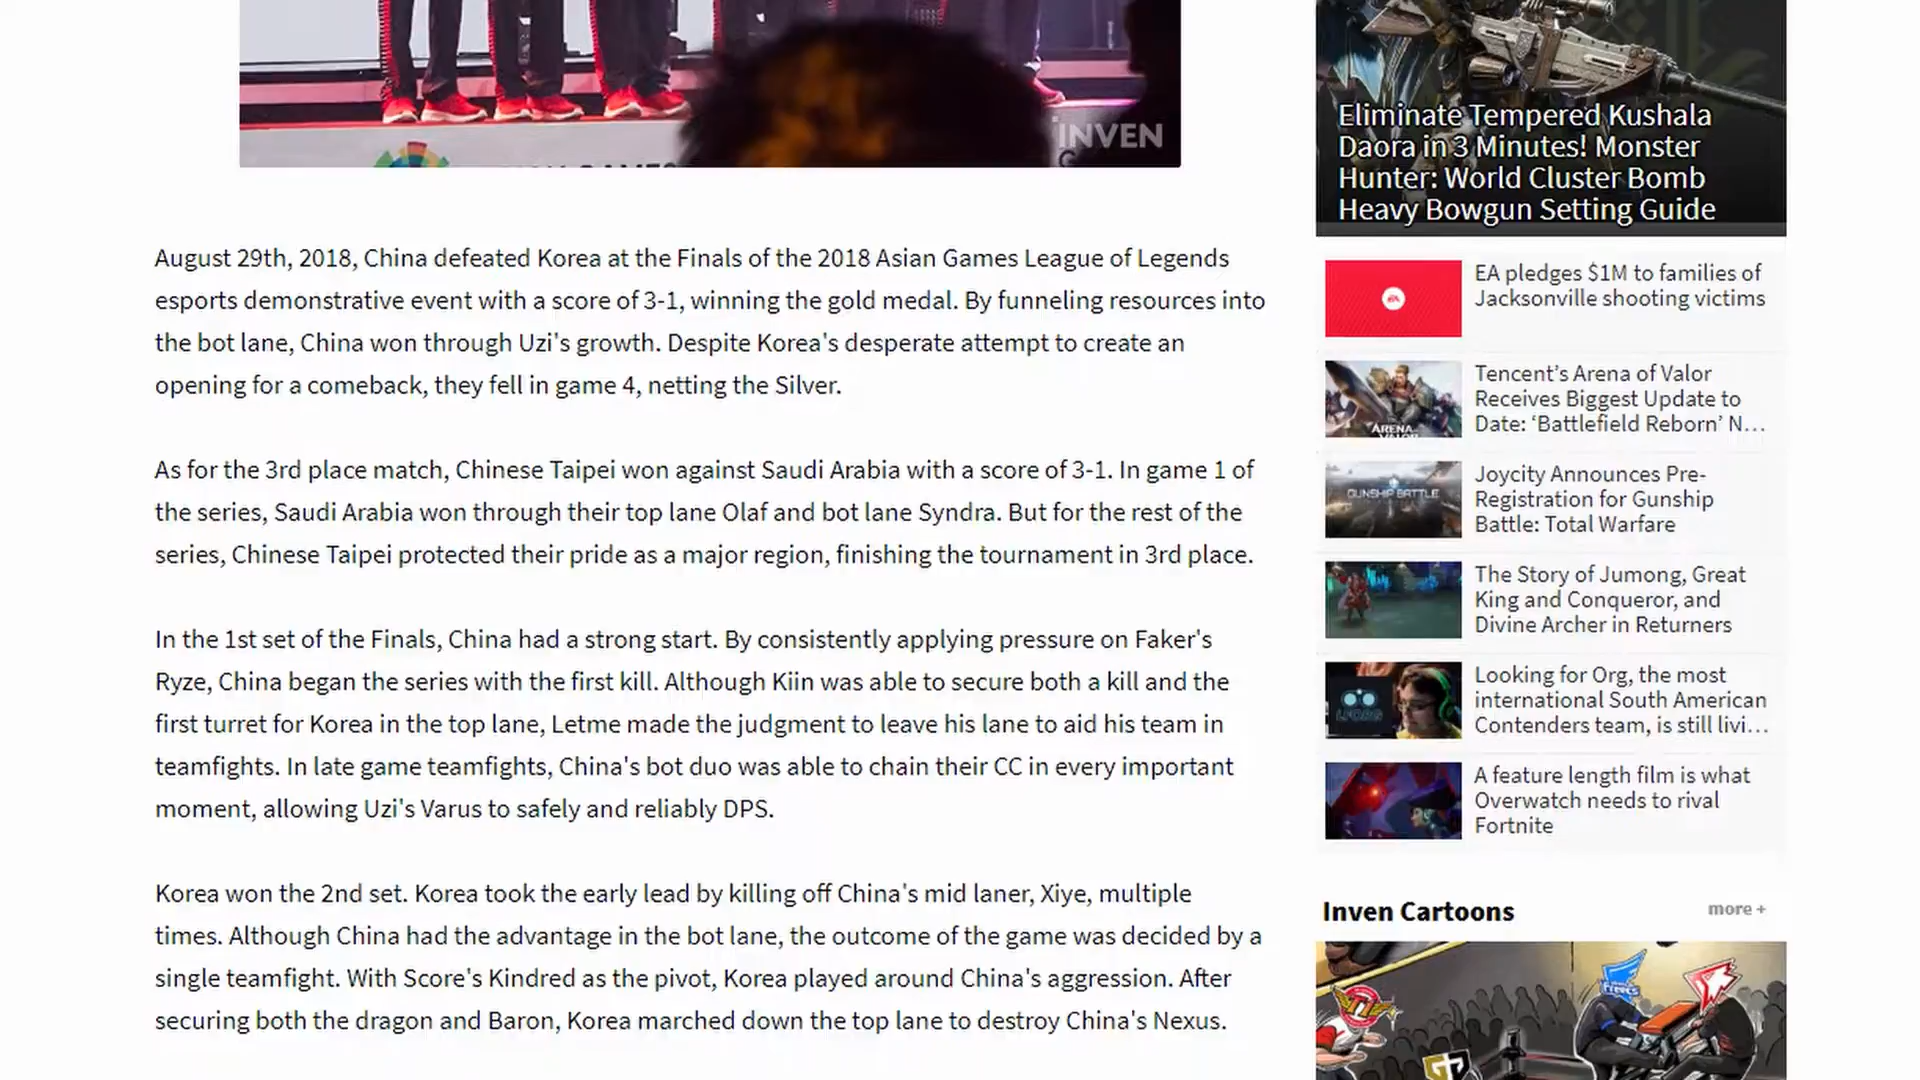 INVEN
August 29th, 2018, China defeated Korea at the Finals of the 2018 Asian Games League of Legends
esports demonstrative event with a score of 3-1, winning the gold medal. By funneling resources into
the bot lane, China won through Uzi's growth. Despite Korea's desperate attempt to create an
opening for a comeback, they fell in game 4, netting the Silver.
As for the 3rd place match, Chinese Taipei won against Saudi Arabia with a score of 3-1. In game 1 of
the series, Saudi Arabia won through their top lane Olaf and bot lane Syndra. But for the rest of the
series, Chinese Taipei protected their pride as a major region, finishing the tournament in 3rd place.
In the 1st set of the Finals, China had a strong start. By consistently applying pressure on Faker's
Ryze, China began the series with the first kill. Although Kiin was able to secure both a kill and the
first turret for Korea in the top lane, Letme made the judgment to leave his lane to aid his team in
teamfights. In late game teamfights, China's bot duo was able to chain their CC in every important
moment, allowing Uzi's Varus to safely and reliably DPS.
Korea won the 2nd set. Korea took the early lead by killing off China's mid laner, Xiye, multiple
times. Although China had the advantage in the bot lane, the outcome of the game was decided by a
single teamfight. With Score's Kindred as the pivot, Korea played around China's aggression. After
securing both the dragon and Baron, Korea marched down the top lane to destroy China's Nexus.
Eliminate Tempered Kushala
Daora in 3 Minutes! Monster
Hunter: World Cluster Bomb
Heavy Bowgun Setting Guide
EA
EA pledges $1M to families of
Jacksonville shooting victims
ARENA
Tencent’s Arena of Valor
Receives Biggest Update to
Date: ‘Battlefield Reborn’ N…
GUNSHIP BATTLE
Joycity Announces Pre-
Registration for Gunship
Battle: Total Warfare
The Story of Jumong, Great
King and Conqueror, and
Divine Archer in Returners
LFORG
Looking for Org, the most
international South American
Contenders team, is still livi…
A feature length film is what
Overwatch needs to rival
Fortnite
Inven Cartoons
more +